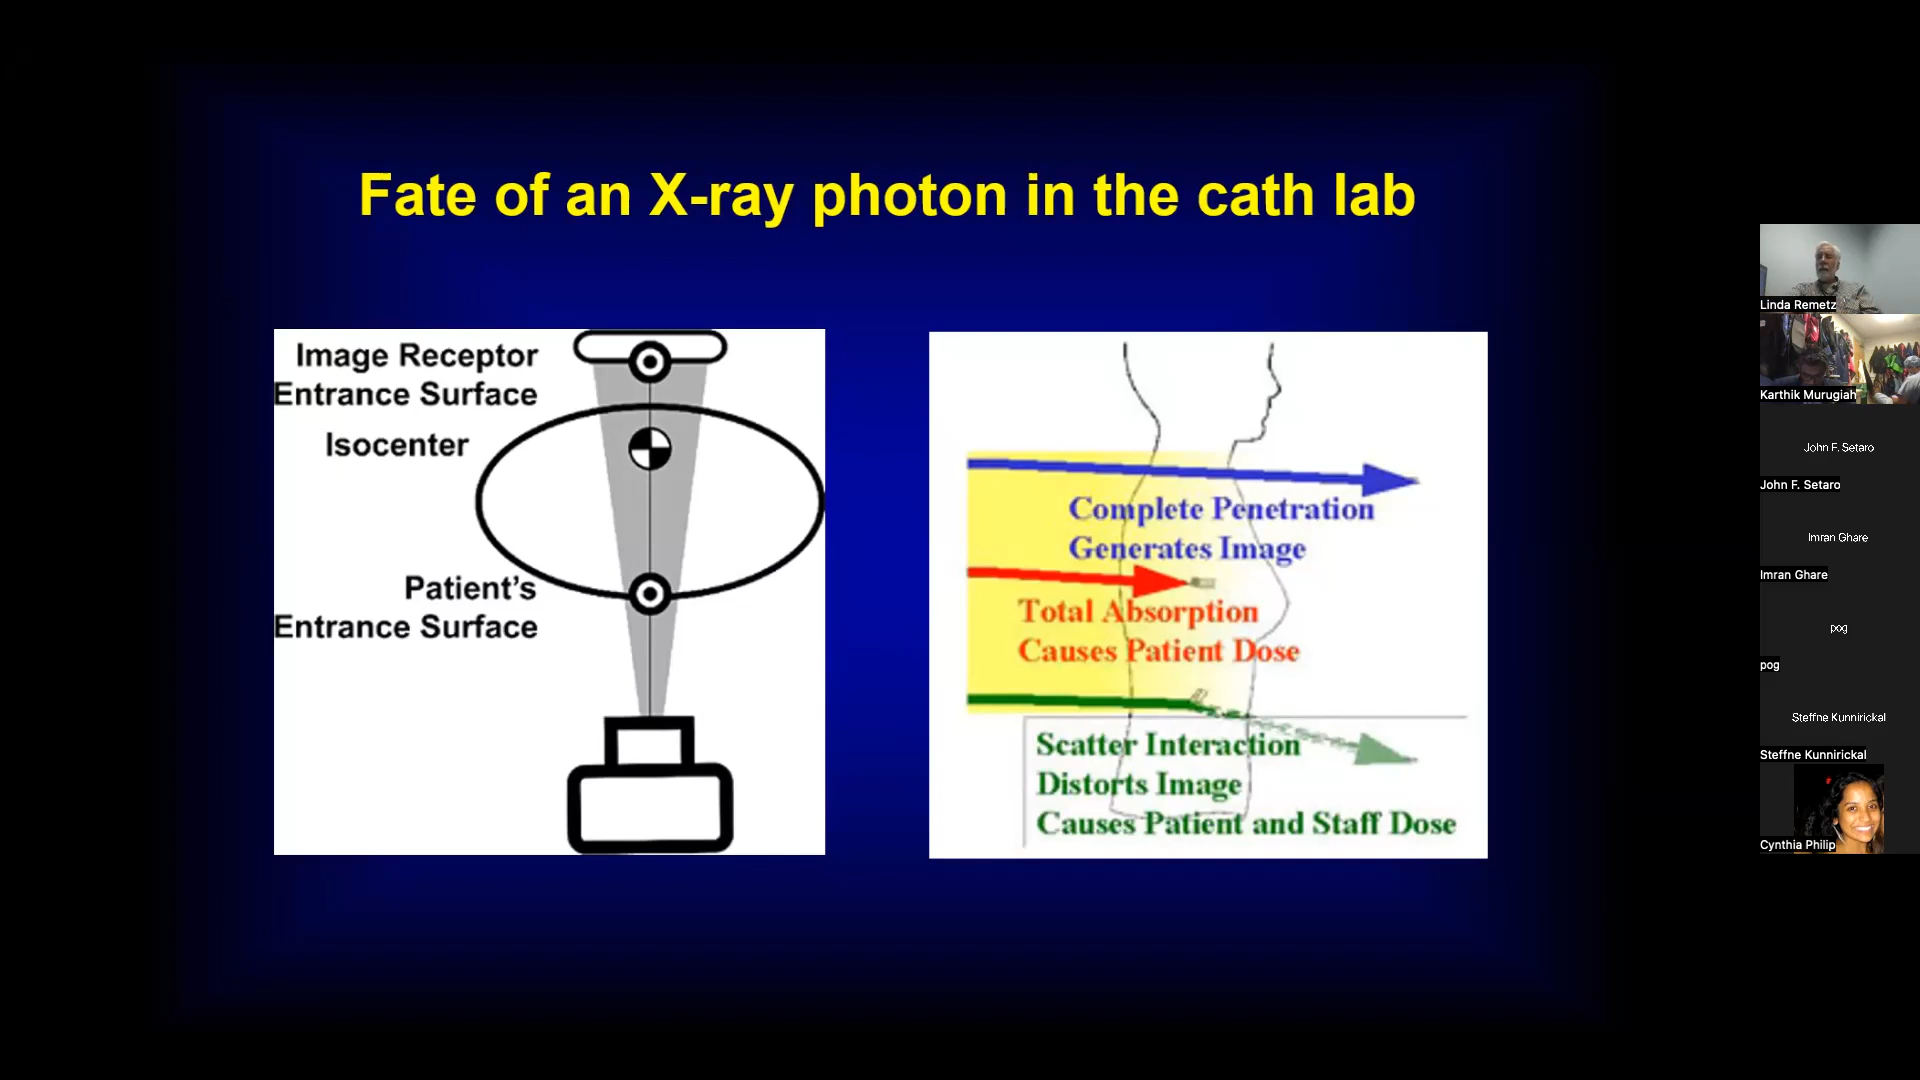 Fate of an X-ray photon in the cath lab
Image Receptor
Entrance Surface
Isocenter
Patient's
Entrance Surface
Complete Penetration
Generates Image
Total Absorption
Causes Patient Dose
Scatter Interaction
Distorts Image
Causes Patient and Staff Dose
Linda Remetz
Karthik Murugiah
John F. Setaro
John F. Setaro
Imran Ghare
Imran Ghare
pog
pog
Steffne Kunnirickal
Steffne Kunnirickal
Cynthia Philip